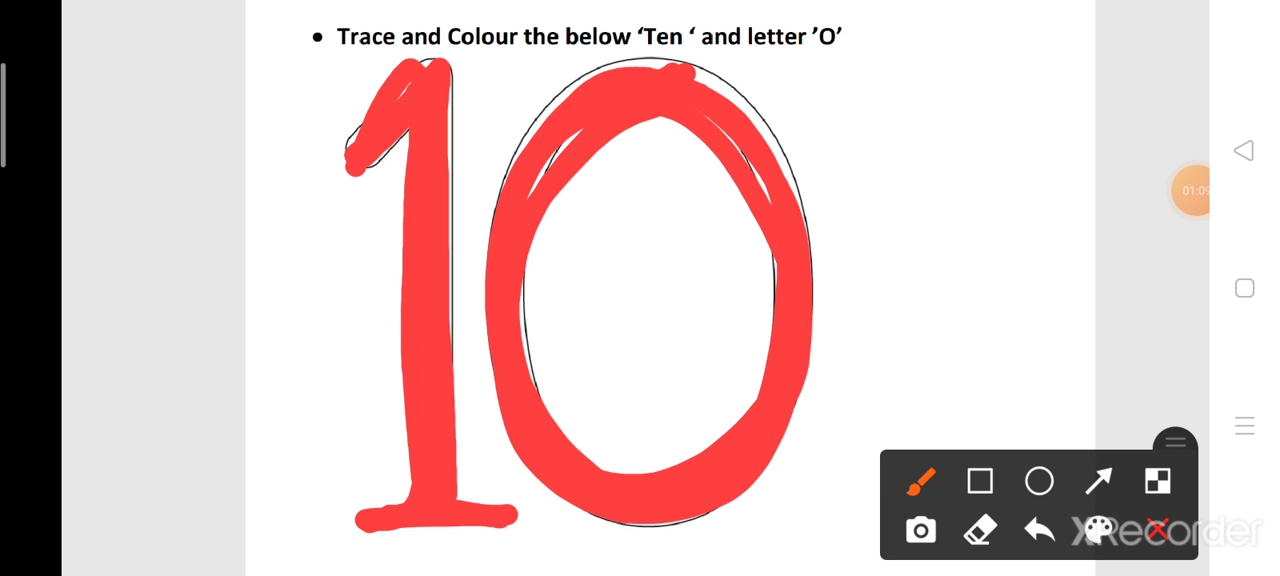 • Trace and Colour the below ‘Ten ‘ and letter ’O’
10
01:09
XRecorder